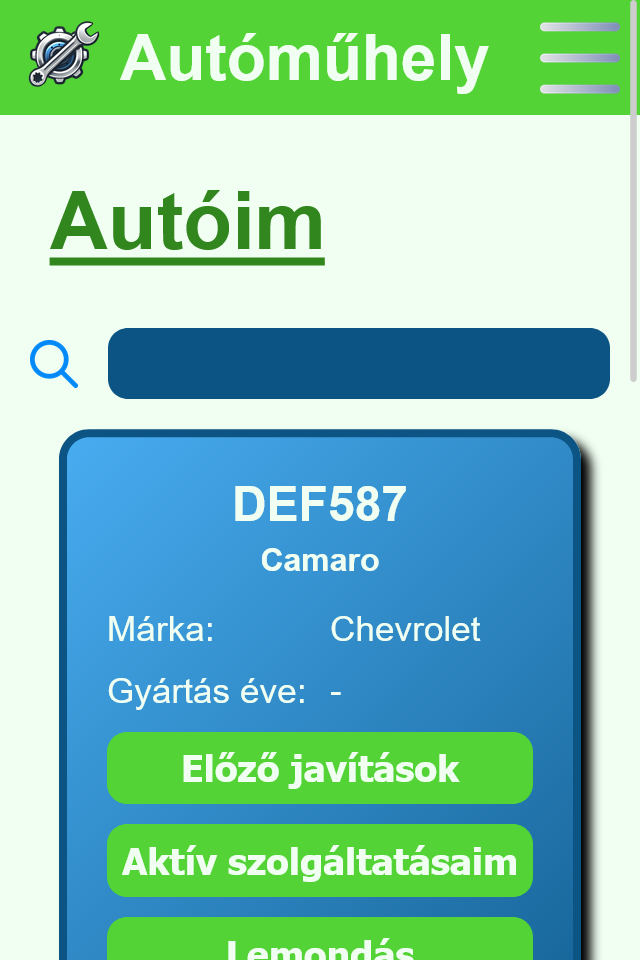 Autóműhely
Autóim
DEF587
Camaro
Márka: Chevrolet
Gyártás éve: -
Előző javítások
Aktív szolgáltatásaim
Lemondás